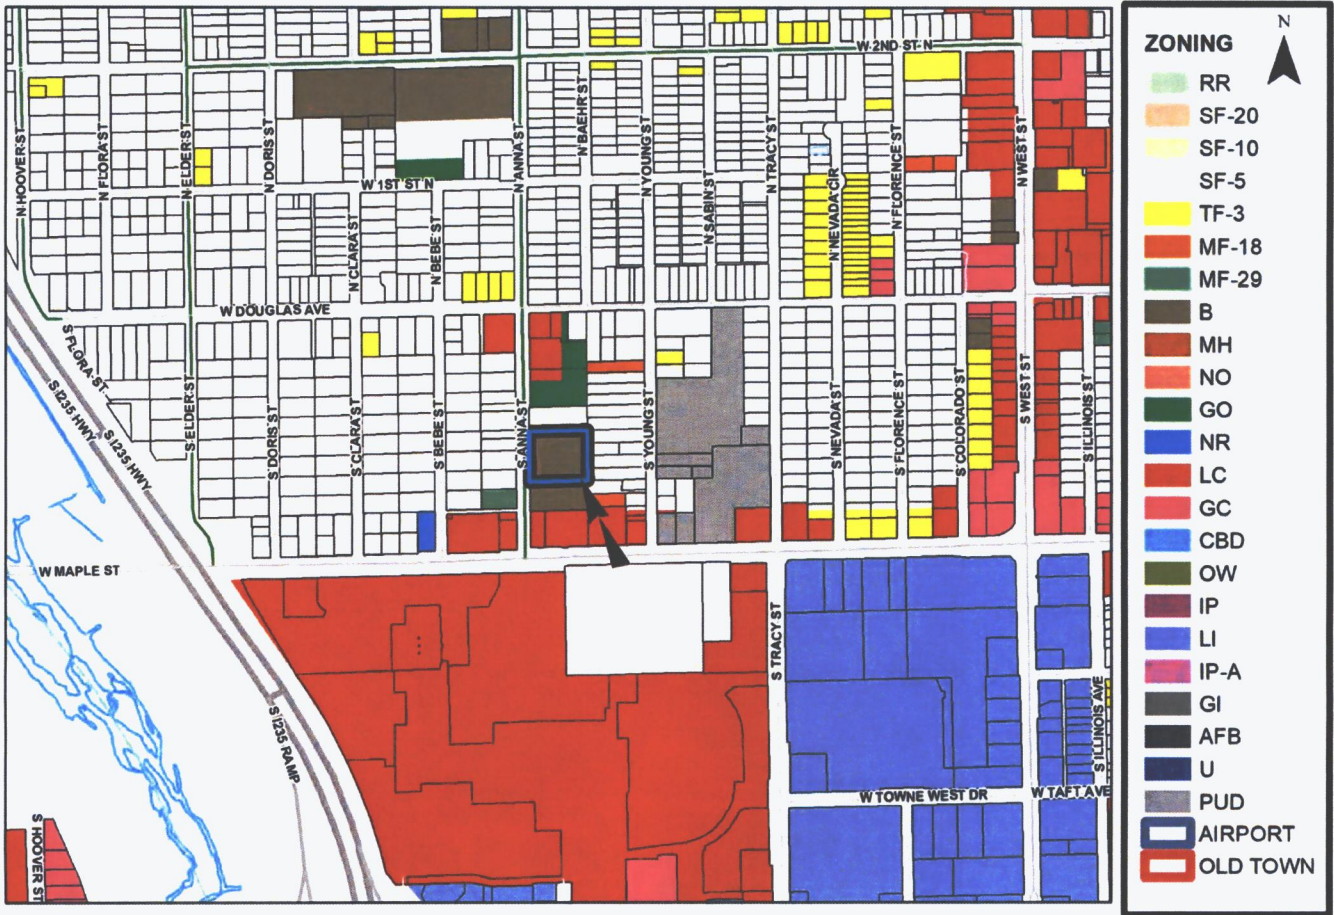 W 2ND ST N
N HOOVER ST
N FLORA ST
N ELDER ST
N DORIS ST
N ANNA ST
N BAEHR ST
N YOUNG ST
N TRACY ST
N FLORENCE ST
N WEST ST
W 1ST ST N
N CLARA ST
N BEBE ST
N SABIN ST
N NEVADA CIR
W DOUGLAS AVE
S FLORA ST
S I235 HWY
S I235 HWY
S ELDER ST
S DORIS ST
S CLARA ST
S BEBE ST
S ANNA ST
S YOUNG ST
S NEVADA ST
S FLORENCE ST
S COLORADO ST
S WEST ST
S ILLINOIS ST
W MAPLE ST
S TRACY ST
S ILLINOIS AVE
S I235 RAMP
W TOWNE WEST DR
W TAFT AVE
S HOOVER ST
N
ZONING
RR
SF-20
SF-10
SF-5
TF-3
MF-18
MF-29
B
MH
NO
GO
NR
LC
GC
CBD
OW
IP
LI
IP-A
GI
AFB
U
PUD
AIRPORT
OLD TOWN